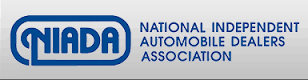 NIADA
NATIONAL INDEPENDENT
AUTOMOBILE DEALERS
ASSOCIATION